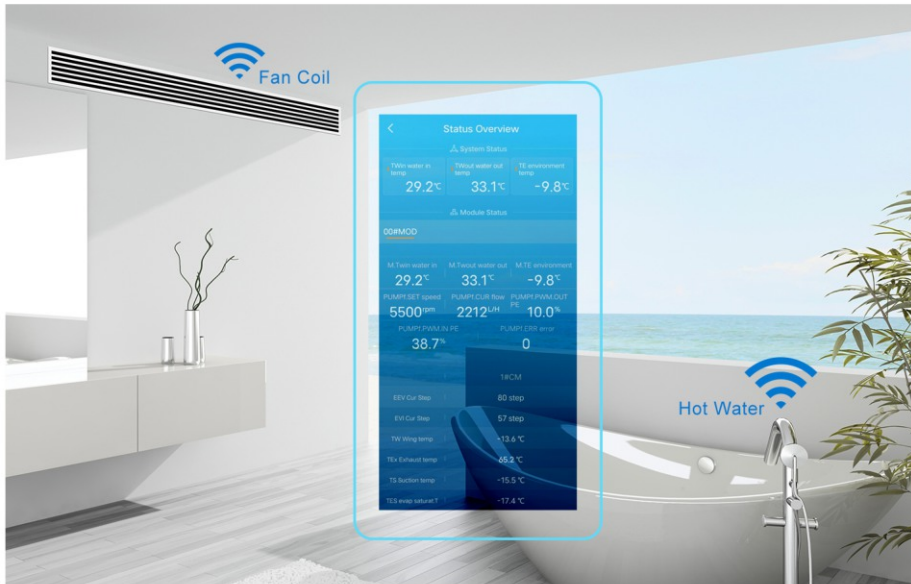 Fan Coil
Status Overview
System Status
TWin water in temp
TWout water out temp
TE environment temp
29.2℃
33.1℃
-9.8℃
Module Status
00#MOD
M.Twin water in
M.Twout water out
M.TE environment
29.2℃
33.1℃
-9.8℃
PUMPf.SET speed
PUMPf.CUR flow
PUMPf.PWM.OUT PE
5500rpm
2212L/H
10.0%
PUMPf.PWM.IN PE
PUMPf.ERR error
38.7%
0
1#CM
EEV Cur Step
80 step
EVI Cur Step
57 step
TW Wing temp
-13.6 ℃
TEx Exhaust temp
65.2 ℃
TS Suction temp
-15.5 ℃
TES evap saturat T
-17.4 ℃
Hot Water